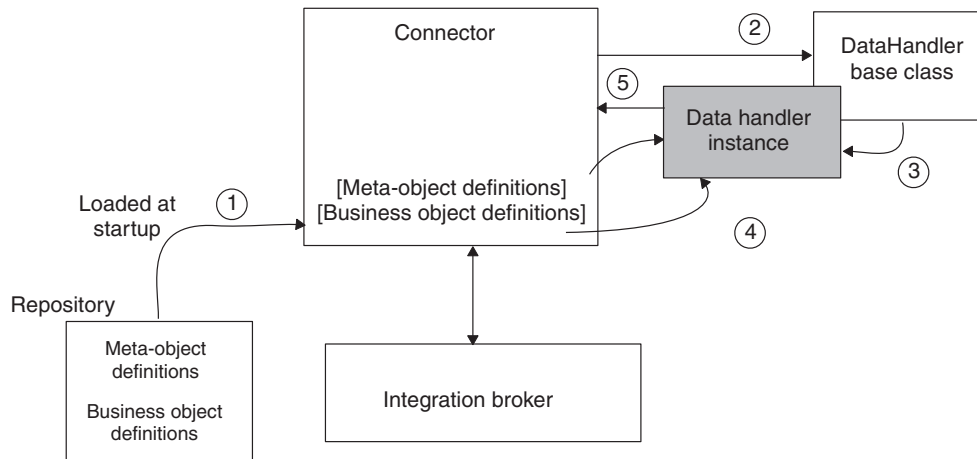 Connector
2
DataHandler
base class
5
Data handler
instance
3
[Meta-object definitions]
[Business object definitions]
4
Loaded at
startup
1
Repository
Meta-object
definitions
Business object
definitions
Integration broker